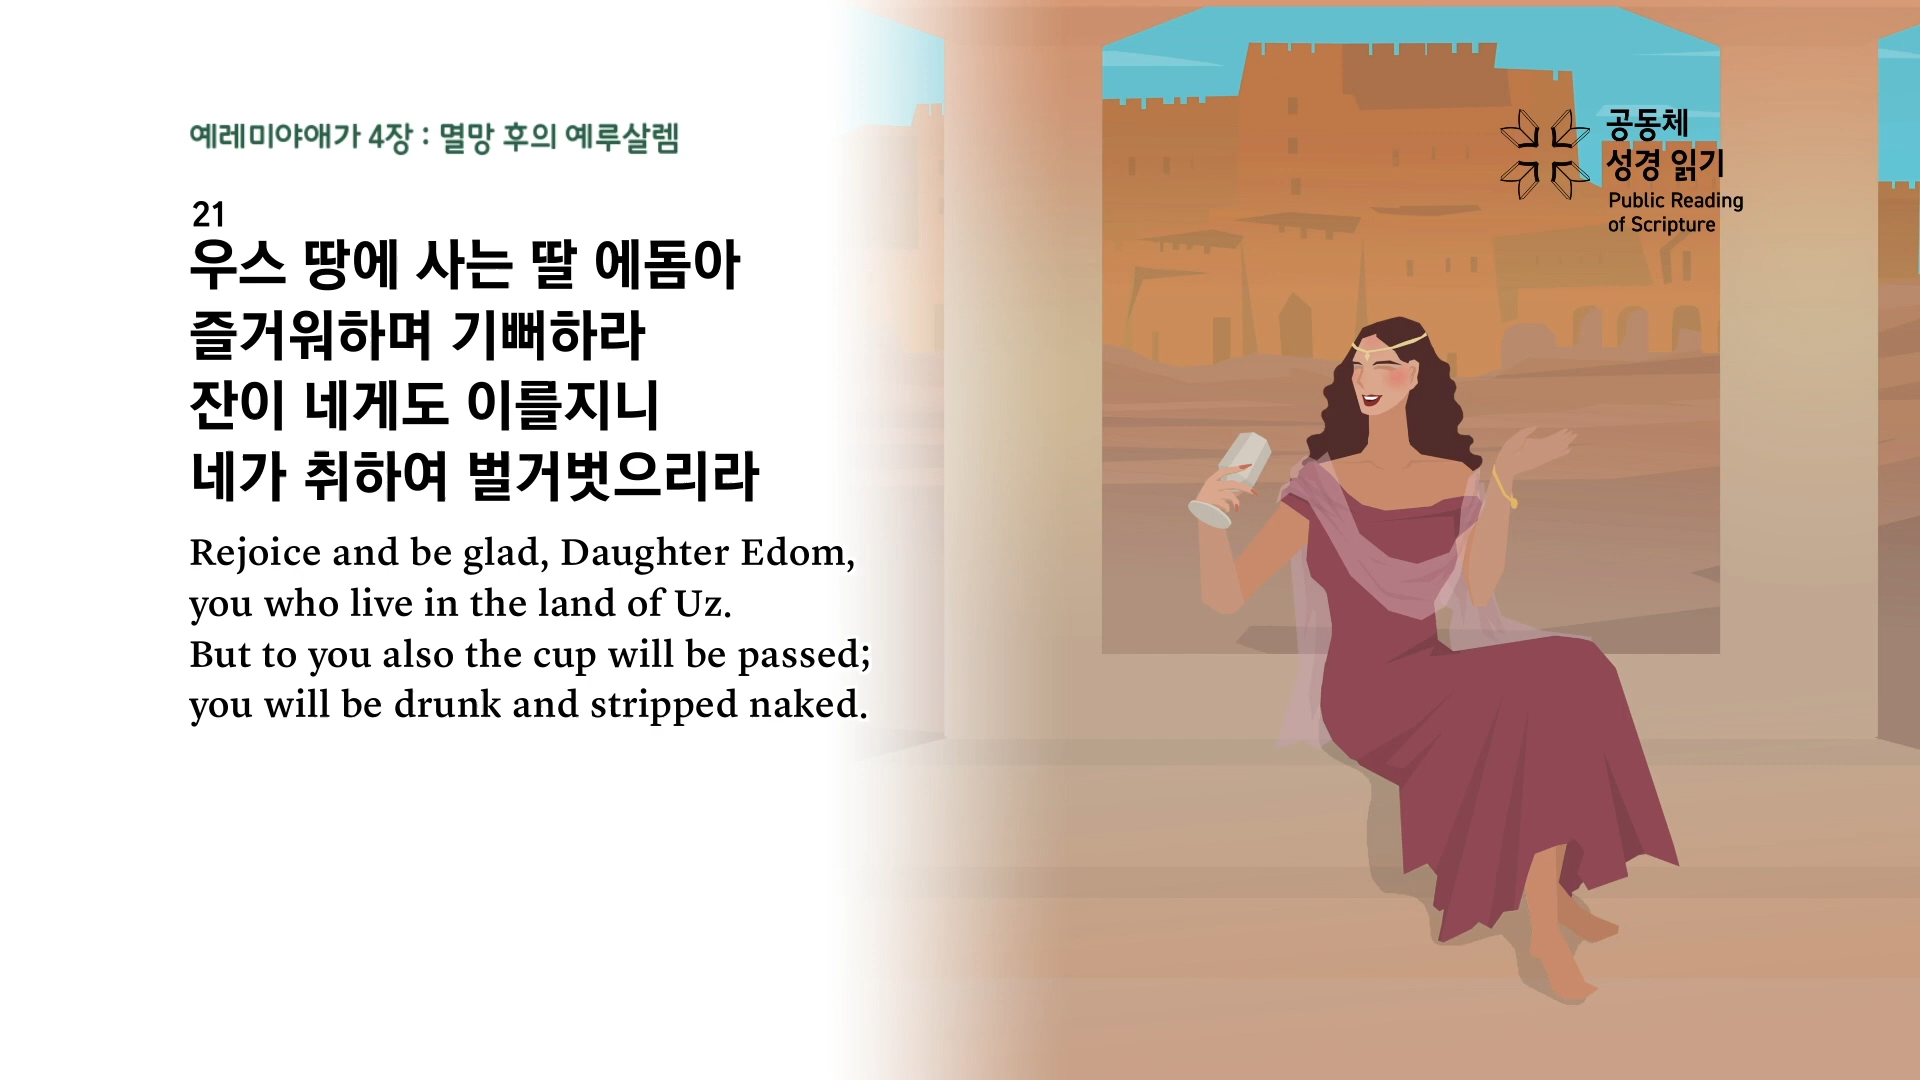 예레미야애가 4장 : 멸망 후의 예루살렘
21
우스 땅에 사는 딸 에돔아
즐거워하며 기뻐하라
잔이 네게도 이를지니
네가 취하여 벌거벗으리라
Rejoice and be glad, Daughter Edom,
you who live in the land of Uz.
But to you also the cup will be passed;
you will be drunk and stripped naked.
공동체
성경 읽기
Public Reading
of Scripture